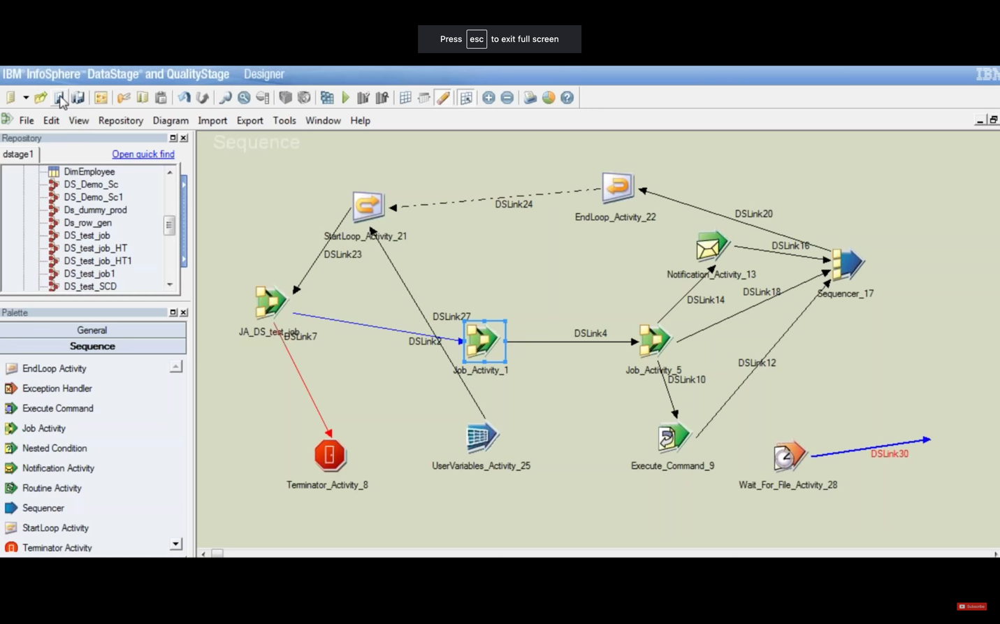 Press esc to exit full screen
IBM InfoSphere DataStage and QualityStage Designer
IBM
File Edit View Repository Diagram Import Export Tools Window Help
Repository
dstage1 Open quick find
DimEmployee
DS_Demo_Sc
DS_Demo_Sc1
Ds_dummy_prod
Ds_row_gen
DS_test_job
DS_test_job_HT
DS_test_job_HT1
DS_test_job1
DS_test_SCD
Palette
General
Sequence
EndLoop Activity
Exception Handler
Execute Command
Job Activity
Nested Condition
Notification Activity
Routine Activity
Sequencer
StartLoop Activity
Terminator Activity
Sequence
DSLink24
EndLoop_Activity_22
DSLink20
StartLoop_Activity_21
DSLink23
DSLink16
Notification_Activity_13
DSLink18
Sequencer_17
DSLink14
JA_DS_test_job
DSLink7
DSLink27
DSLink2
Job_Activity_1
DSLink4
Job_Activity_5
DSLink12
DSLink10
Terminator_Activity_8
UserVariables_Activity_25
Execute_Command_9
DSLink30
Wait_For_File_Activity_28
Subscribe